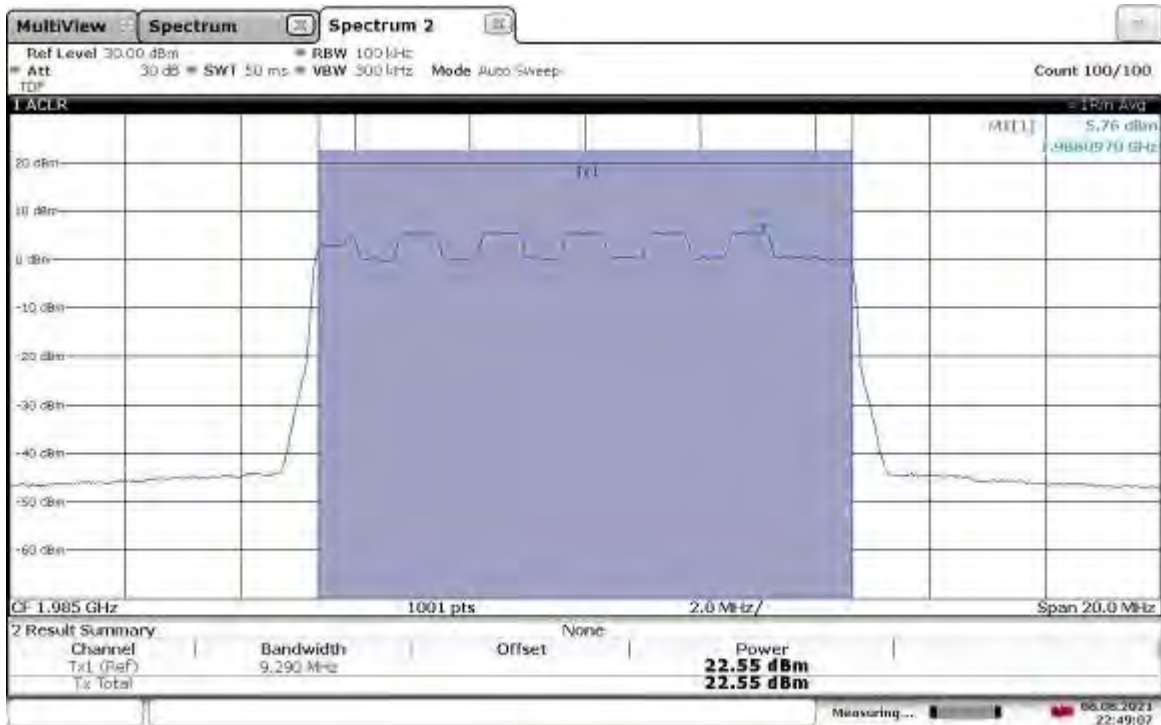 MultiView Spectrum Spectrum 2
Ref Level 30.00 dBm RBW 100 kHz
Att 30 dB SWT 50 ms VBW 300 kHz Mode Auto Sweep Count 100/100
TDF
1 ACLR 1Rm Avg
M1[1] 5.76 dBm
1.9880970 GHz
Tx1
20 dBm
10 dBm
0 dBm
-10 dBm
-20 dBm
-30 dBm
-40 dBm
-50 dBm
-60 dBm
CF 1.985 GHz 1001 pts 2.0 MHz/ Span 20.0 MHz
2 Result Summary None
Channel Bandwidth Offset Power
Tx1 (Ref) 9.290 MHz 22.55 dBm
Tx Total 22.55 dBm
Measuring... 06.08.2021
22:49:07